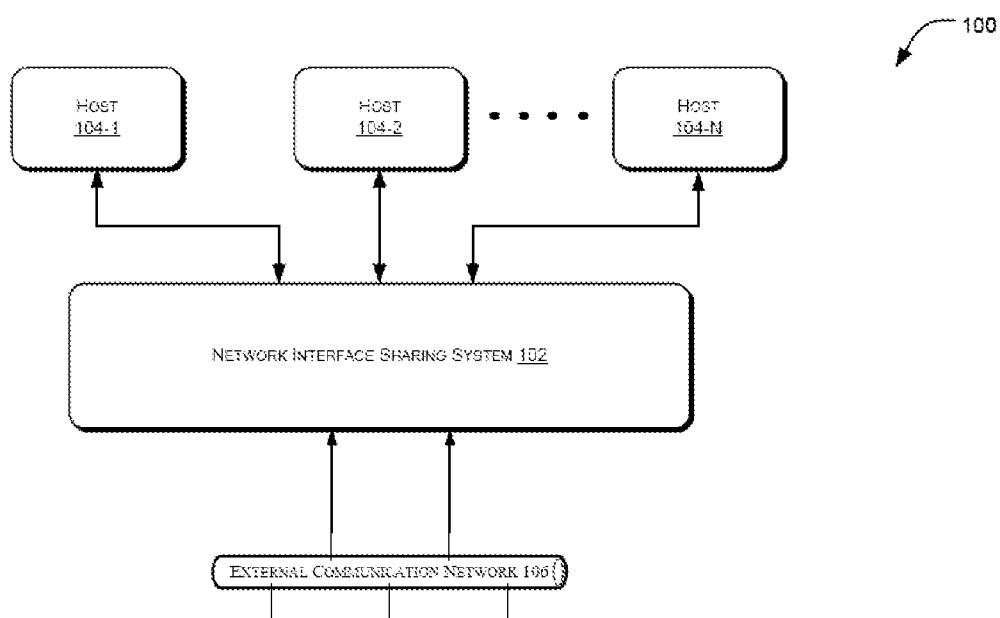 100
HOST
104-1
HOST
104-2
HOST
104-N
NETWORK INTERFACE SHARING SYSTEM 102
EXTERNAL COMMUNICATION NETWORK 106